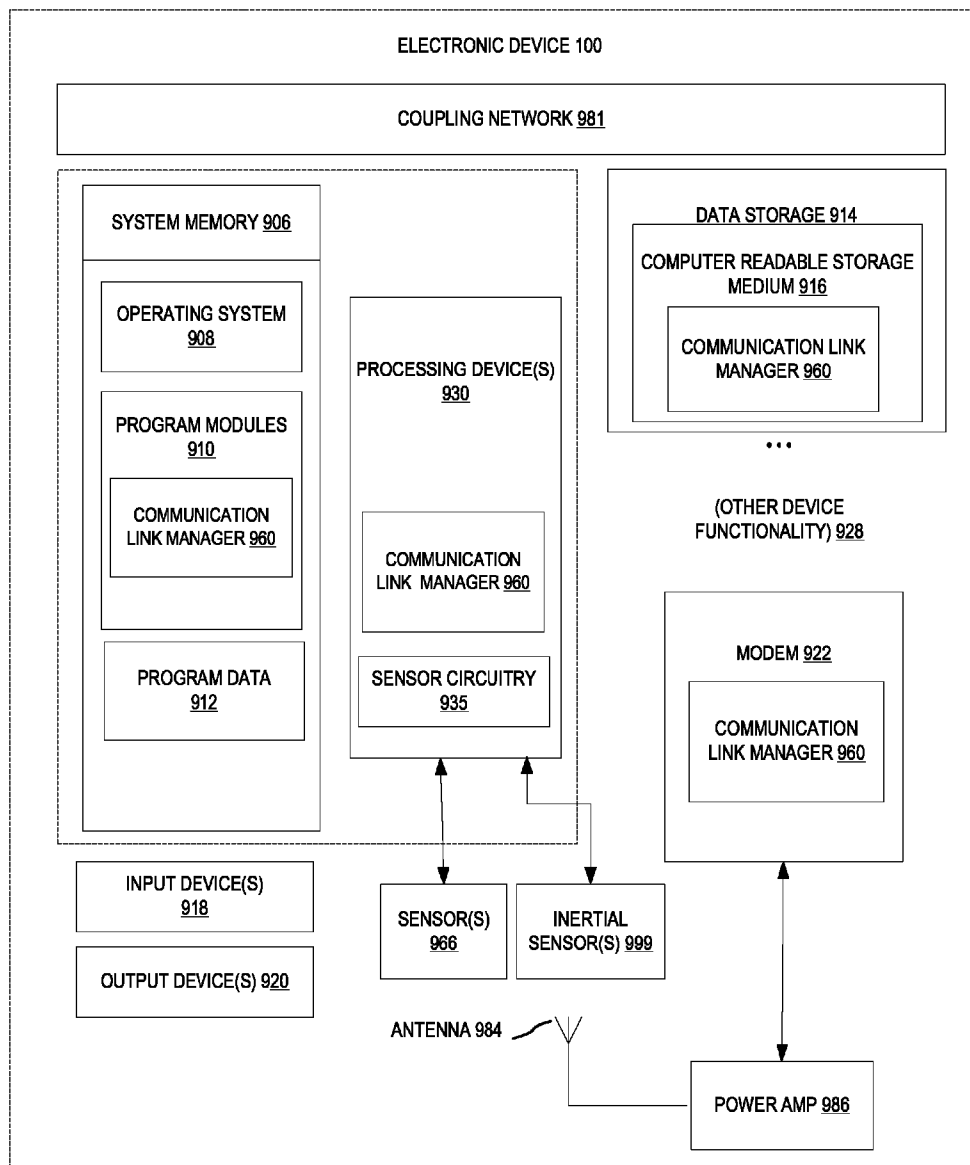 ELECTRONIC DEVICE 100
COUPLING NETWORK 981
SYSTEM MEMORY 906
OPERATING SYSTEM
908
PROGRAM MODULES
910
COMMUNICATION
LINK MANAGER 960
PROGRAM DATA
912
PROCESSING DEVICE(S)
930
COMMUNICATION
LINK MANAGER 960
SENSOR CIRCUITRY
935
DATA STORAGE 914
COMPUTER READABLE STORAGE
MEDIUM 916
COMMUNICATION LINK
MANAGER 960
•••
(OTHER DEVICE
FUNCTIONALITY) 928
MODEM 922
COMMUNICATION
LINK MANAGER 960
INPUT DEVICE(S)
918
OUTPUT DEVICE(S) 920
SENSOR(S)
966
INERTIAL
SENSOR(S) 999
ANTENNA 984
POWER AMP 986